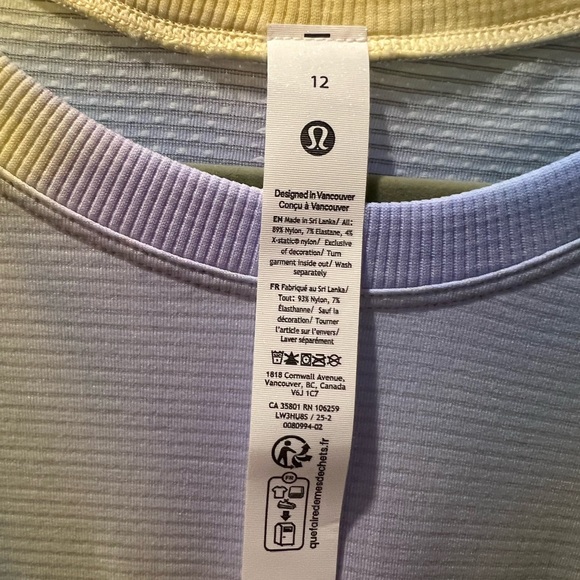 12
Designed in Vancouver
Conçu à Vancouver
EN Made in Sri Lanka/ All:
89% Nylon, 7% Elastane, 4%
X-static® nylon/ Exclusive
of decoration/ Turn
garment inside out/ Wash
separately
FR Fabriqué au Sri Lanka/
Tout: 93% Nylon, 7%
Élasthanne/ Sauf la
décoration/ Tourner
l'article sur l'envers/
Laver séparément
1818 Cornwall Avenue,
Vancouver, BC, Canada
V6J 1C7
CA 35801 RN 106259
LW3HU8S / 25-2
0080994-02
FR
quefairedemesdechets.fr